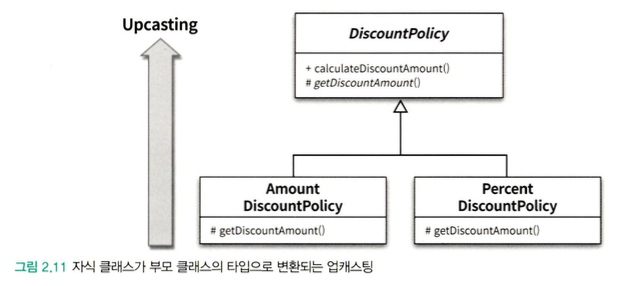 Upcasting
DiscountPolicy
+ calculateDiscountAmount()
# getDiscountAmount()
Amount
DiscountPolicy
# getDiscountAmount()
Percent
DiscountPolicy
# getDiscountAmount()
그림 2.11 자식 클래스가 부모 클래스의 타입으로 변환되는 업캐스팅